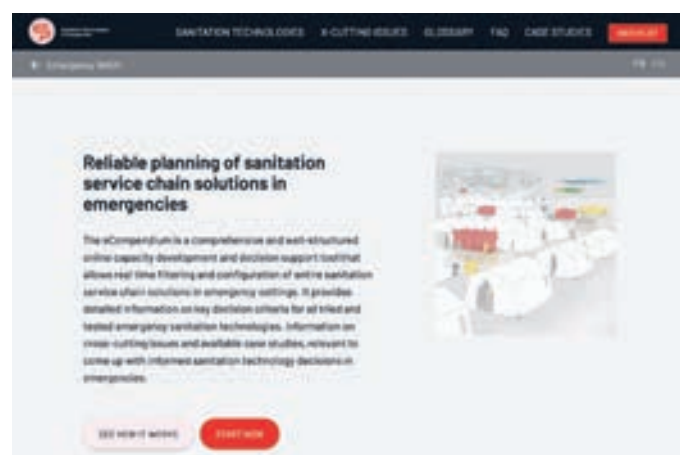 SANITATION TECHNOLOGIES X-CUTTING ISSUES GLOSSARY FAQ CASE STUDIES
Emergency WASH
Reliable planning of sanitation
service chain solutions in
emergencies
The eCompendium is a comprehensive and well-structured
online capacity development and decision support tool that
allows real time filtering and configuration of entire sanitation
service chain solutions in emergency settings. It provides
detailed information on key decision criteria for all tried and
tested emergency sanitation technologies, information on
cross-cutting issues and available case studies, relevant to
come up with informed sanitation technology decisions in
emergencies.
SEE HOW IT WORKS START NOW